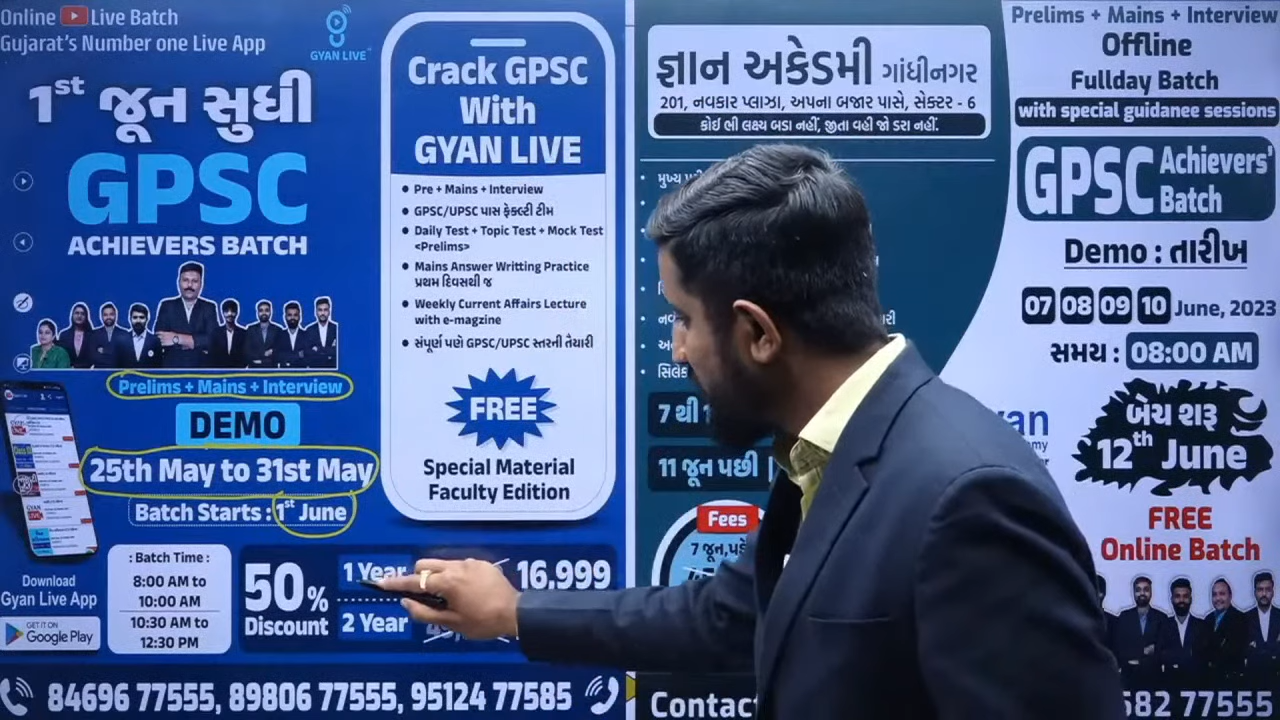 Online Live Batch
Gujarat's Number one Live App
GYAN LIVE
1st જૂન સુધી
GPSC
ACHIEVERS BATCH
Prelims + Mains + Interview
DEMO
25th May to 31st May
Batch Starts : 1st June
Download
Gyan Live App
GET IT ON
Google Play
: Batch Time :
8:00 AM to
10:00 AM
10:30 AM to
12:30 PM
50%
Discount
1 Year
16,999
2 Year
84696 77555, 89806 77555, 95124 77585
Crack GPSC
With
GYAN LIVE
Pre + Mains + Interview
GPSC/UPSC પાસ ફેકલ્ટી ટીમ
Daily Test + Topic Test + Mock Test
<Prelims>
Mains Answer Writting Practice
પ્રથમ દિવસથી જ
Weekly Current Affairs Lecture
with e-magzine
સંપૂર્ણ પણે GPSC/UPSC સ્તરની તૈયારી
FREE
Special Material
Faculty Edition
જ્ઞાન અકેડમી ગાંધીનગર
201, નવકાર પ્લાઝા, અપના બજાર પાસે, સેક્ટર - 6
કોઈ ભી લક્ષ્ય બડા નહીં, જીતા વહી જો ડરા નહીં.
7 થી
11 જૂન પછી
Fees
7 જૂન,
Prelims + Mains + Interview
Offline
Fullday Batch
with special guidanee sessions
GPSC Achievers'
Batch
Demo : તારીખ
07 08 09 10 June, 2023
સમય : 08:00 AM
બેચ શરૂ
12th June
FREE
Online Batch
582 77555